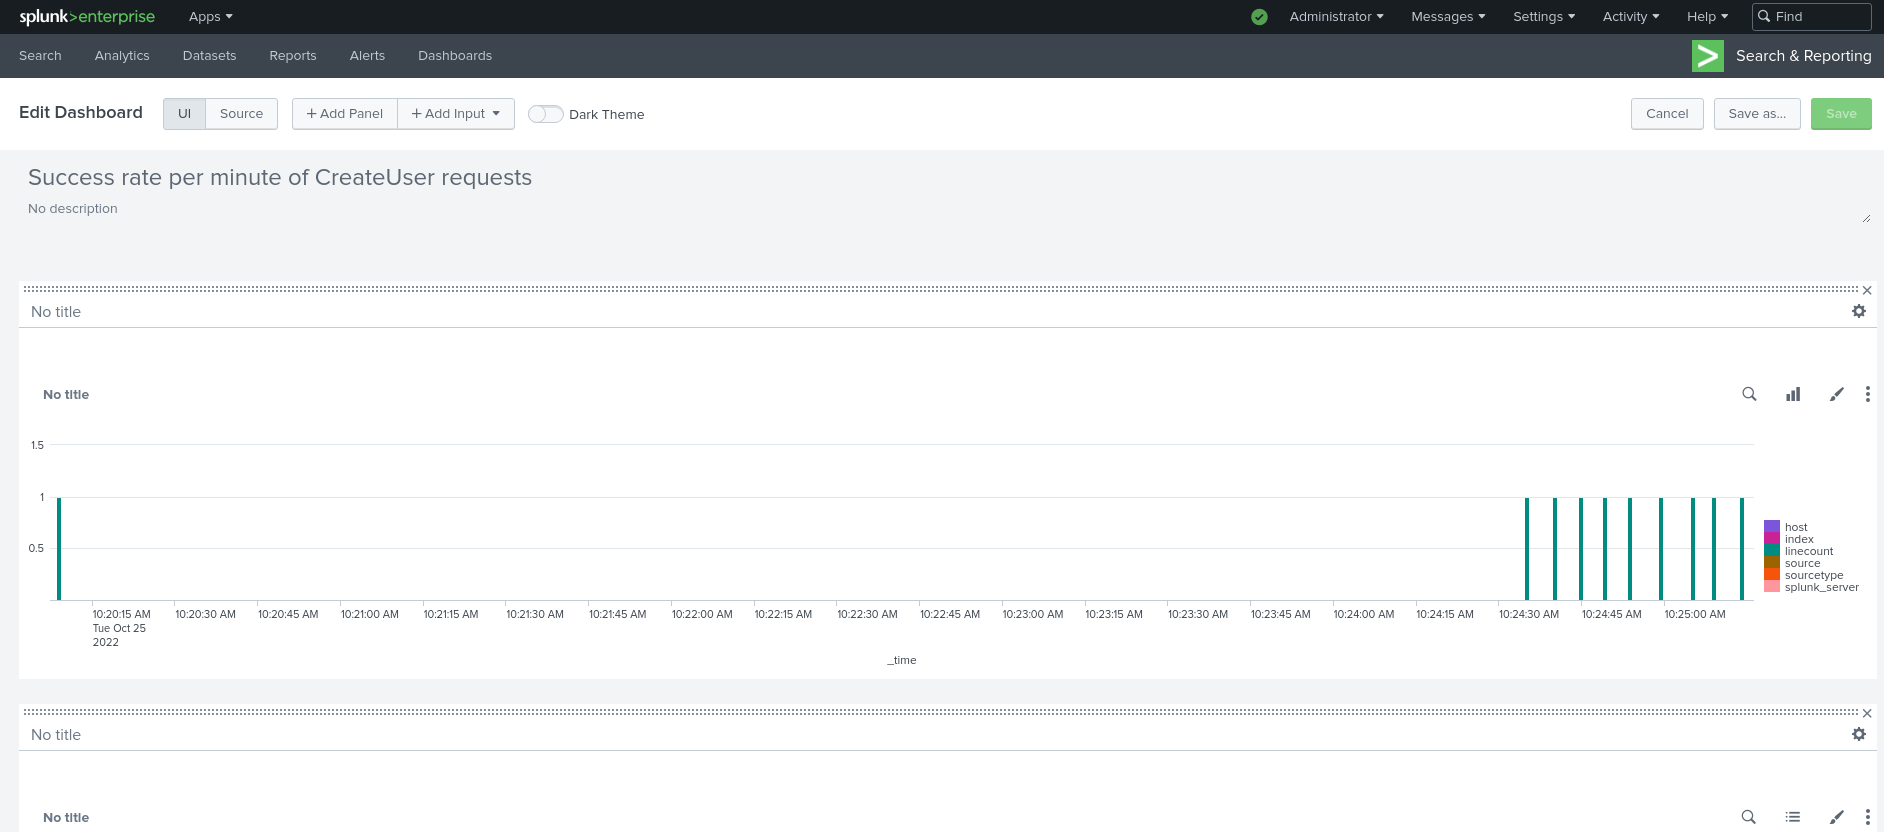 splunk>enterprise Apps Administrator Messages Settings Activity Help Find
Search Analytics Datasets Reports Alerts Dashboards Search & Reporting
Edit Dashboard UI Source + Add Panel + Add Input Dark Theme Cancel Save as... Save
Success rate per minute of CreateUser requests
No description
No title
No title
1.5
1
0.5
host
index
linecount
source
sourcetype
splunk_server
10:20:15 AM 10:20:30 AM 10:20:45 AM 10:21:00 AM 10:21:15 AM 10:21:30 AM 10:21:45 AM 10:22:00 AM 10:22:15 AM 10:22:30 AM 10:22:45 AM 10:23:00 AM 10:23:15 AM 10:23:30 AM 10:23:45 AM 10:24:00 AM 10:24:15 AM 10:24:30 AM 10:24:45 AM 10:25:00 AM
Tue Oct 25
2022
_time
No title
No title